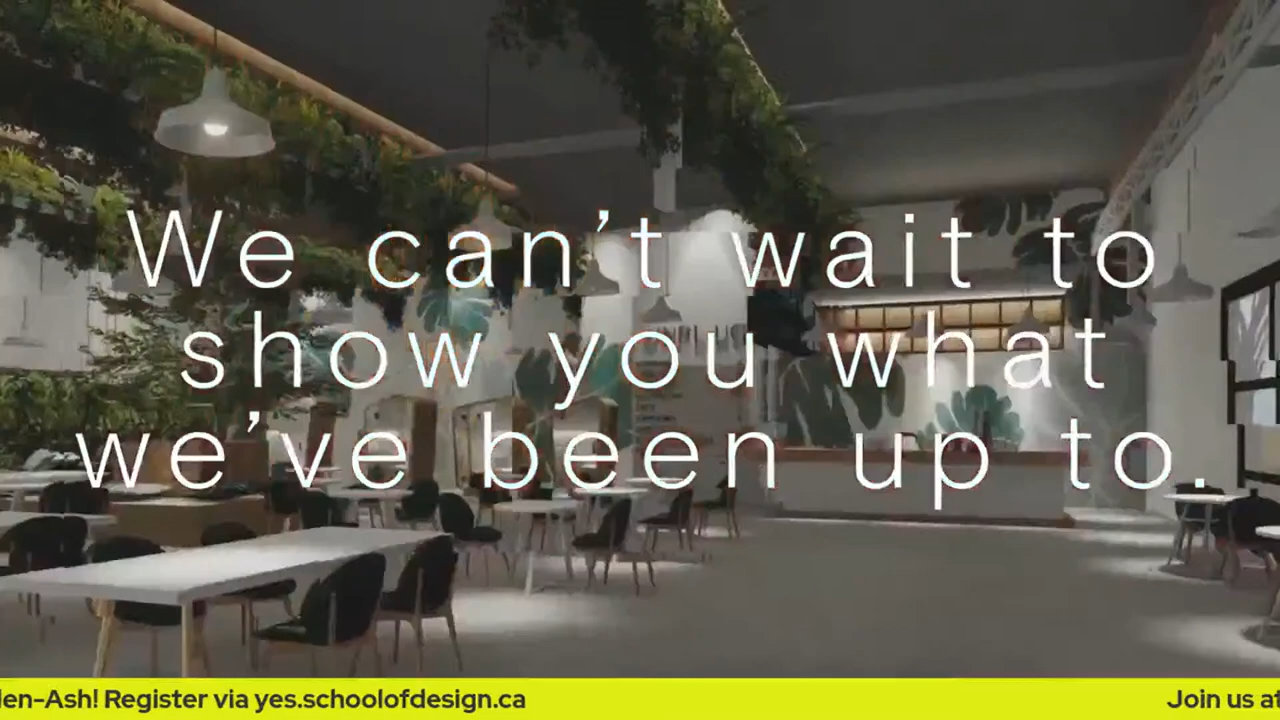 We can’t wait to
show you what
we’ve been up to.
len-Ash! Register via yes.schoolofdesign.ca
Join us at